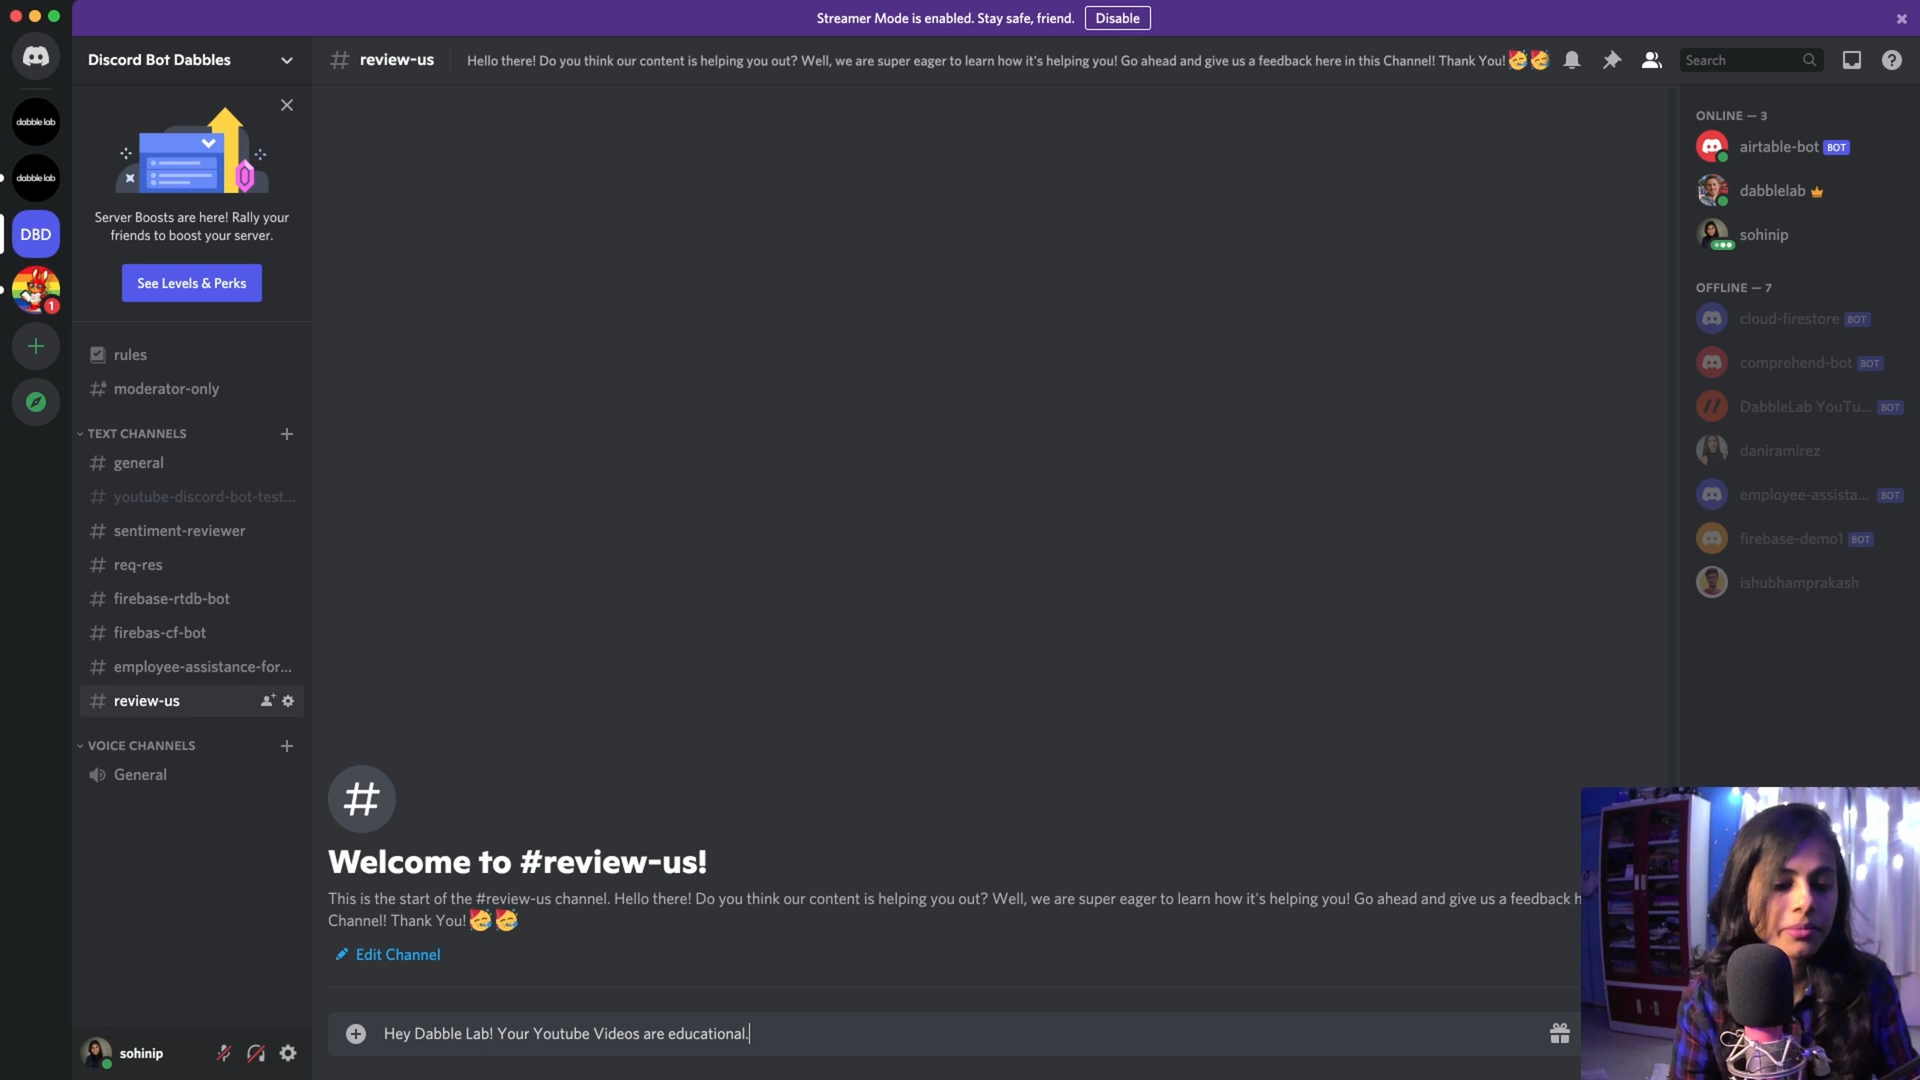 Streamer Mode is enabled. Stay safe, friend.
Disable
Discord Bot Dabbles
review-us
Hello there! Do you think our content is helping you out? Well, we are super eager to learn how it's helping you! Go ahead and give us a feedback here in this Channel! Thank You!🥳🥳
Search
dabble lab
dabble lab
DBD
1
Server Boosts are here! Rally your
friends to boost your server.
See Levels & Perks
rules
moderator-only
TEXT CHANNELS
general
youtube-discord-bot-test...
sentiment-reviewer
req-res
firebase-rtdb-bot
firebas-cf-bot
employee-assistance-for...
review-us
VOICE CHANNELS
General
sohinip
Welcome to #review-us!
This is the start of the #review-us channel. Hello there! Do you think our content is helping you out? Well, we are super eager to learn how it's helping you! Go ahead and give us a feedback h
Channel! Thank You!🥳🥳
Edit Channel
Hey Dabble Lab! Your Youtube Videos are educational.
ONLINE — 3
airtable-bot BOT
dabblelab
sohinip
OFFLINE — 7
cloud-firestore BOT
comprehend-bot BOT
DabbleLab YouTu... BOT
daniramirez
employee-assista... BOT
firebase-demo1 BOT
ishubhamprakash